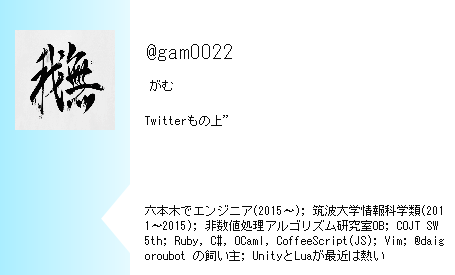 我無
@gam0022
がむ
Twitterもの上”
六本木でエンジニア(2015～); 筑波大学情報科学類(201
1～2015); 非数値処理アルゴリズム研究室OB; COJT SW
5th; Ruby, C#, OCaml, CoffeeScript(JS); Vim; @daig
oroubot の飼い主; UnityとLuaが最近は熱い